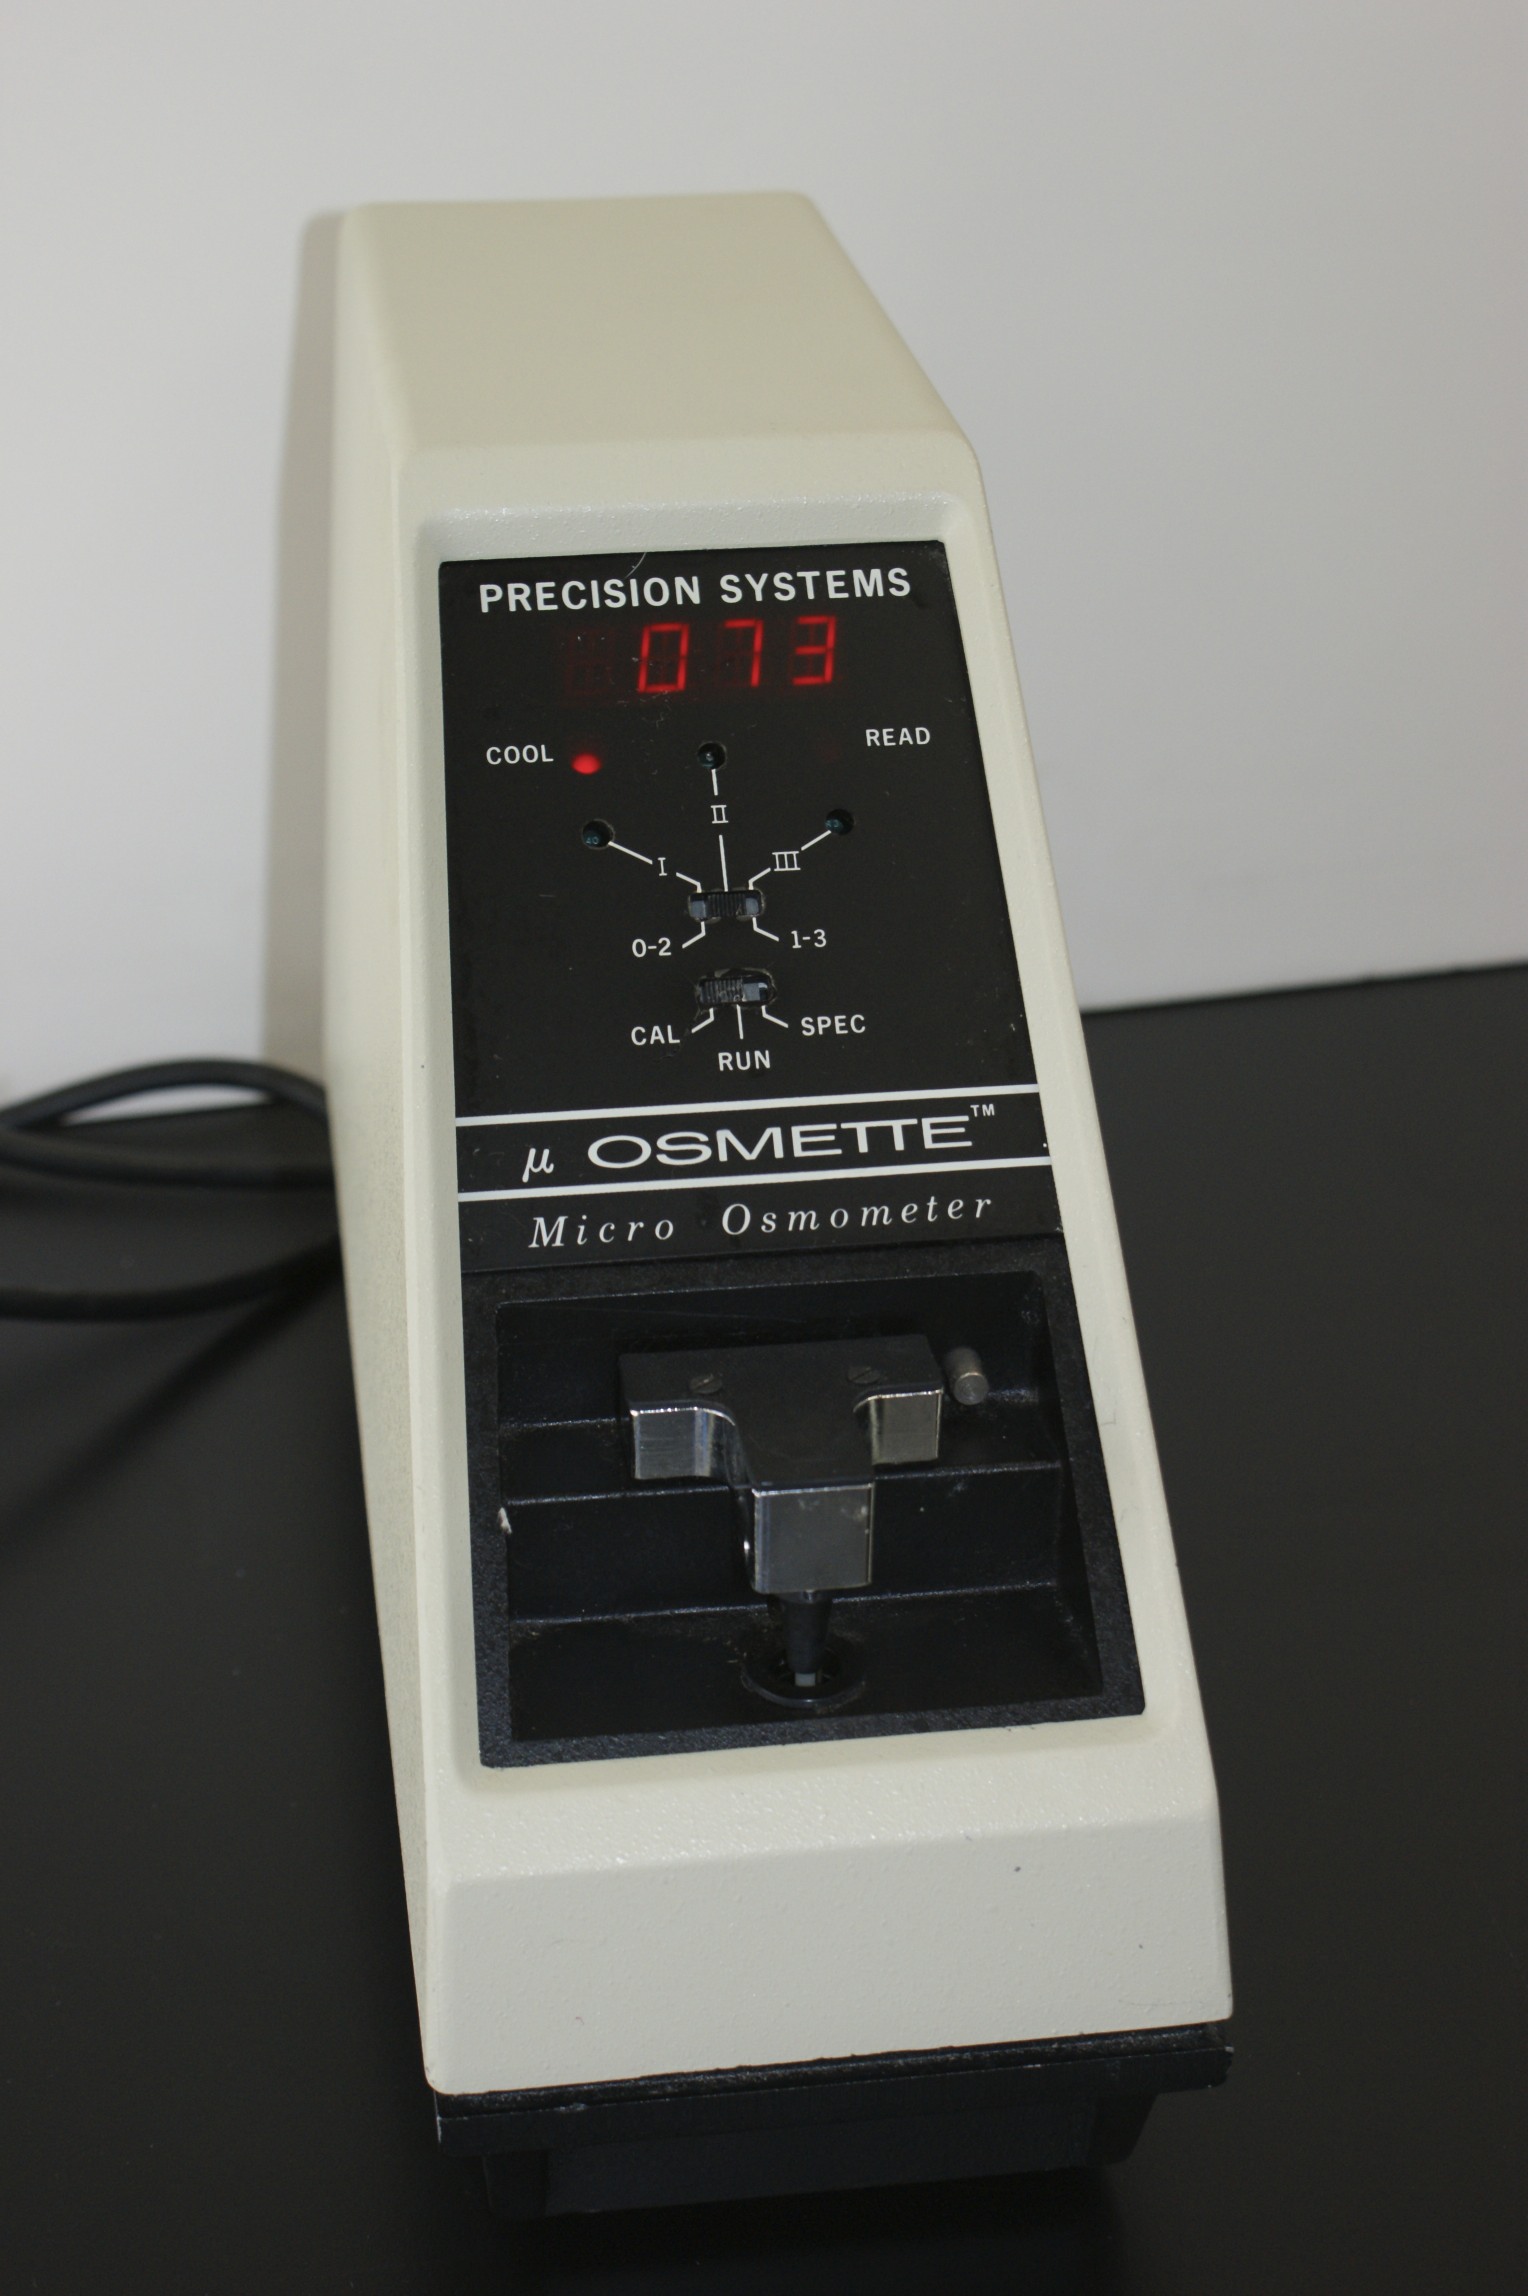 PRECISION SYSTEMS
073
COOL
READ
II
I
III
0-2
1-3
CAL
SPEC
RUN
µ OSMETTE™
Micro Osmometer